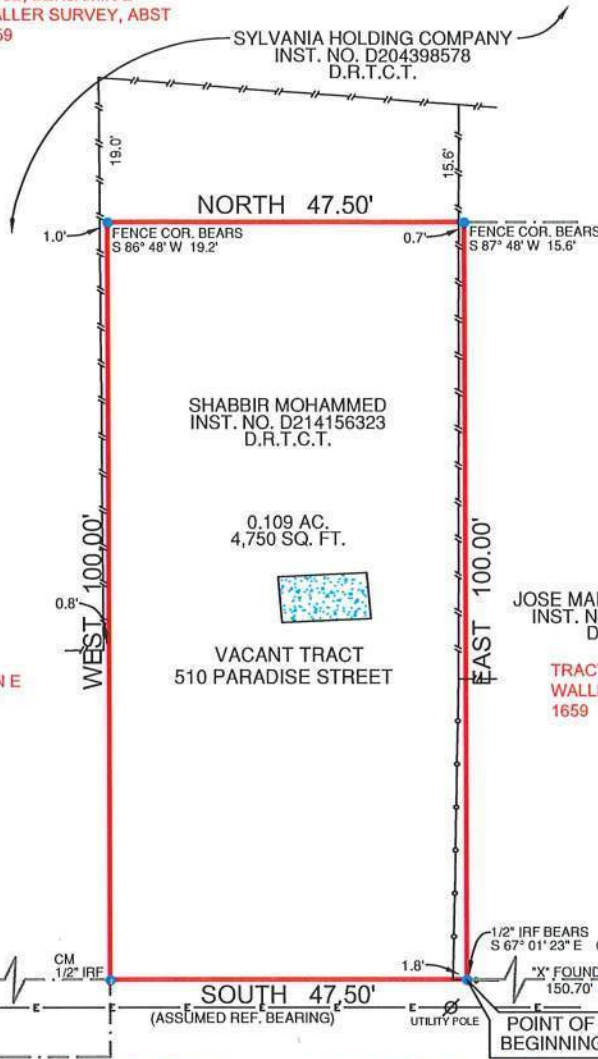 ALLER SURVEY, ABST
59
SYLVANIA HOLDING COMPANY
INST. NO. D204398578
D.R.T.C.T.
19.0'
15.6'
NORTH 47.50'
1.0'
FENCE COR. BEARS
S 86° 48' W 19.2'
0.7'
FENCE COR. BEARS
S 87° 48' W 15.6'
SHABBIR MOHAMMED
INST. NO. D214156323
D.R.T.C.T.
0.109 AC.
4,750 SQ. FT.
WEST 100.00'
EAST 100.00'
0.8'
JOSE MA
INST. N
D
VACANT TRACT
510 PARADISE STREET
N E
TRACT
WALL
1659
1/2" IRF BEARS
S 67° 01' 23" E
CM
1/2" IRF
1.8'
"X" FOUND
150.70'
SOUTH 47.50'
E E E E E E
(ASSUMED REF. BEARING)
UTILITY POLE
POINT OF
BEGINNING